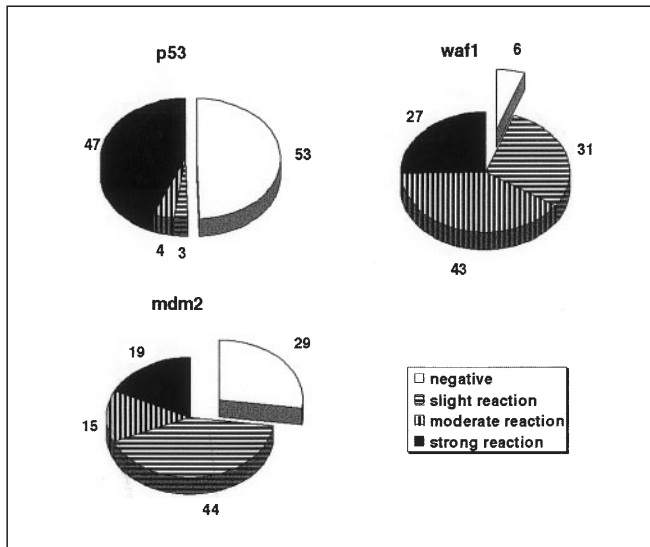 p53
47
53
4
3
waf1
6
27
31
43
mdm2
29
19
15
44
negative
slight reaction
moderate reaction
strong reaction